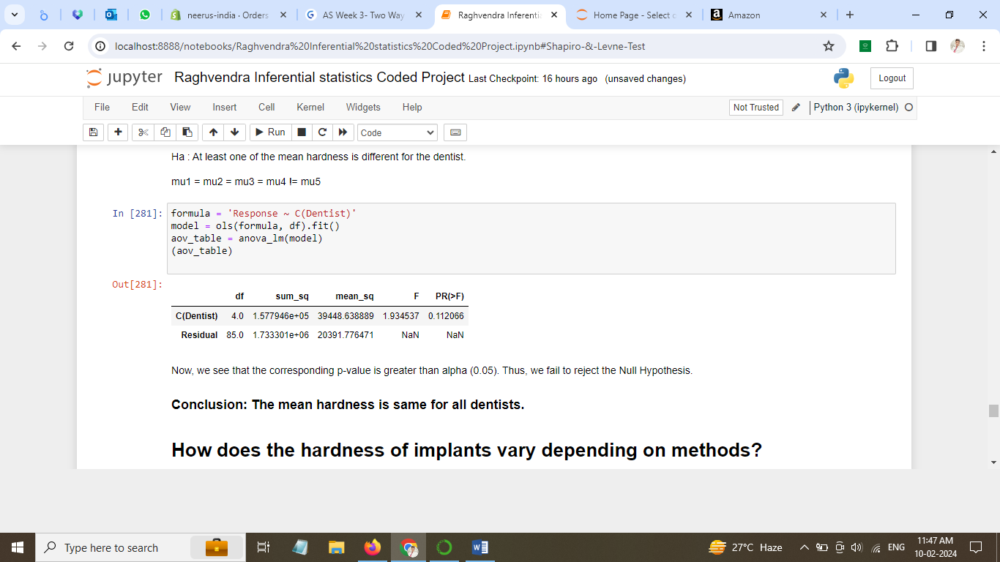 neerus-india · Orders
AS Week 3- Two Way
Raghvendra Inferenti
Home Page - Select
Amazon
localhost:8888/notebooks/Raghvendra%20Inferential%20statistics%20Coded%20Project.ipynb#Shapiro-&-Levne-Test
jupyter Raghvendra Inferential statistics Coded Project Last Checkpoint: 16 hours ago (unsaved changes) Logout
File Edit View Insert Cell Kernel Widgets Help Not Trusted Python 3 (ipykernel)
Run Code
Ha : At least one of the mean hardness is different for the dentist.
mu1 = mu2 = mu3 = mu4 != mu5
In [281]: formula = 'Response ~ C(Dentist)'
model = ols(formula, df).fit()
aov_table = anova_lm(model)
(aov_table)
Out[281]:
df sum_sq mean_sq F PR(>F)
C(Dentist) 4.0 1.577946e+05 39448.638889 1.934537 0.112066
Residual 85.0 1.733301e+06 20391.776471 NaN NaN
Now, we see that the corresponding p-value is greater than alpha (0.05). Thus, we fail to reject the Null Hypothesis.
Conclusion: The mean hardness is same for all dentists.
How does the hardness of implants vary depending on methods?
Type here to search
27°C Haze
ENG
11:47 AM
10-02-2024